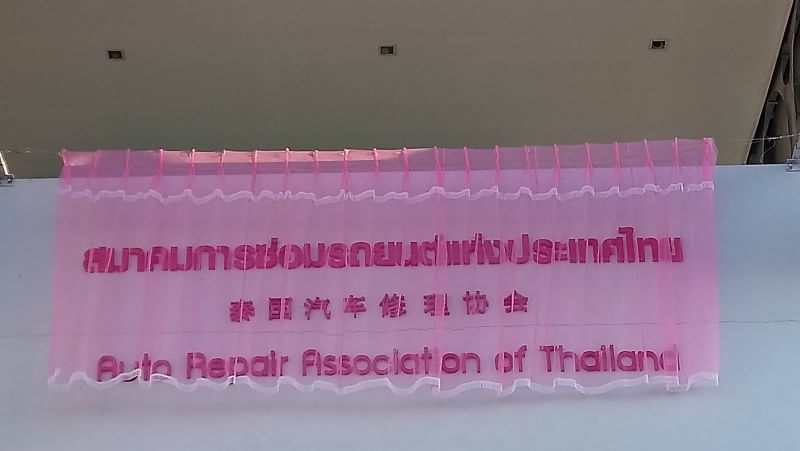 สมาคมการซ่อมรถยนต์แห่งประเทศไทย
泰国汽车修理协会
Auto Repair Association of Thailand